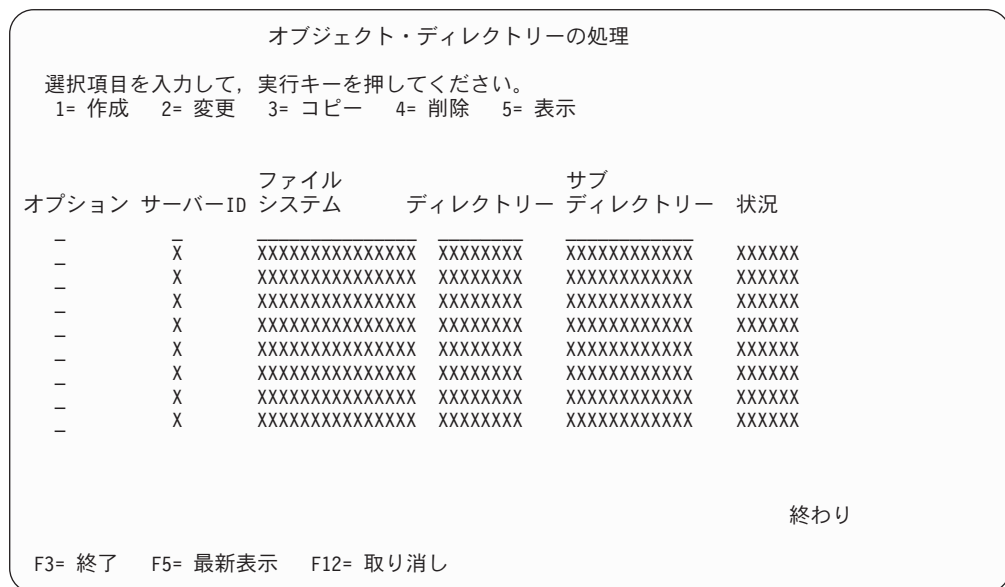 オブジェクト・ディレクトリーの処理
選択項目を入力して, 実行キーを押してください。
1= 作成 2= 変更 3= コピー 4= 削除 5= 表示
ファイル サブ
オプション サーバーID システム ディレクトリー ディレクトリー 状況
_ _ _______________ ________ ____________
_ X XXXXXXXXXXXXXXX XXXXXXXX XXXXXXXXXXXX XXXXXX
_ X XXXXXXXXXXXXXXX XXXXXXXX XXXXXXXXXXXX XXXXXX
_ X XXXXXXXXXXXXXXX XXXXXXXX XXXXXXXXXXXX XXXXXX
_ X XXXXXXXXXXXXXXX XXXXXXXX XXXXXXXXXXXX XXXXXX
_ X XXXXXXXXXXXXXXX XXXXXXXX XXXXXXXXXXXX XXXXXX
_ X XXXXXXXXXXXXXXX XXXXXXXX XXXXXXXXXXXX XXXXXX
_ X XXXXXXXXXXXXXXX XXXXXXXX XXXXXXXXXXXX XXXXXX
_ X XXXXXXXXXXXXXXX XXXXXXXX XXXXXXXXXXXX XXXXXX
終わり
F3= 終了 F5= 最新表示 F12= 取り消し